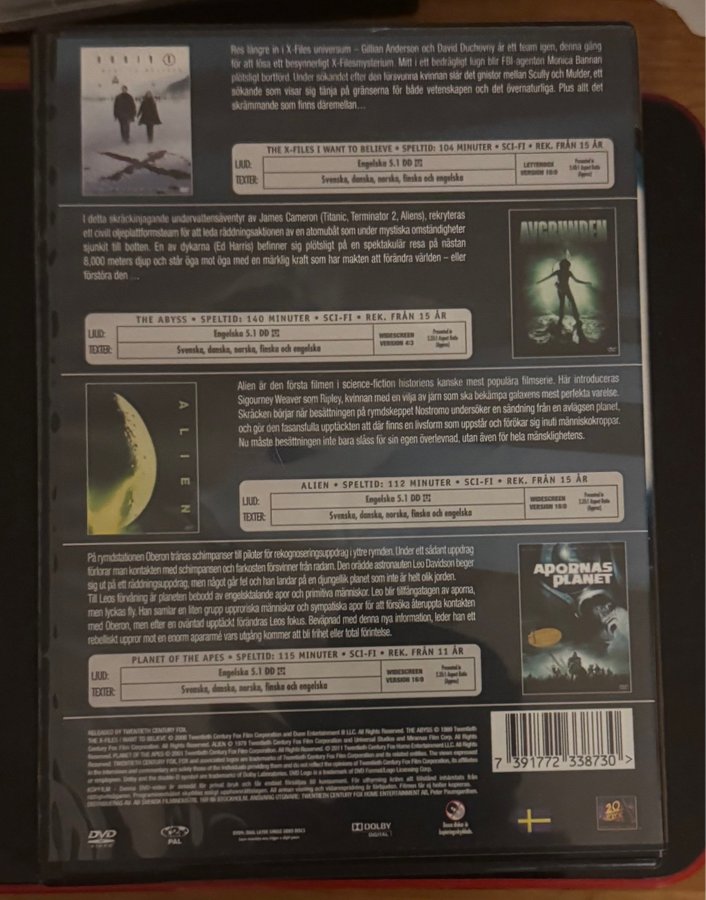 Res längre in i X-Files universum – Gillian Anderson och David Duchovny är ett team igen, denna gång
för att lösa ett besynnerligt X-Filesmysterium. Mitt i ett bedrägligt lugn blir FBI-agenten Monica Bannan
plötsligt bortförd. Under sökandet efter den försvunna kvinnan slår det gnistor mellan Scully och Mulder, ett
sökande som visar sig tänja på gränserna för både vetenskapen och det övernaturliga. Plus allt det
skrämmande som finns däremellan…
THE X-FILES I WANT TO BELIEVE • SPELTID: 104 MINUTER • SCI-FI • REK. FRÅN 15 ÅR
LJUD: Engelska 5.1 DD
TEXTER: Svenska, danska, norska, finska och engelska
LETTERBOX
VERSION 16:9
I detta skräckinjagande undervattensäventyr av James Cameron (Titanic, Terminator 2, Aliens), rekryteras
ett civilt oljeplattformsteam för att leda räddningsaktionen av en atomubåt som under mystiska omständigheter
sjunkit till botten. En av dykarna (Ed Harris) befinner sig plötsligt på en spektakulär resa på nästan
8,000 meters djup och står öga mot öga med en märklig kraft som har makten att förändra världen – eller
förstöra den …
AVGRUNDEN
THE ABYSS • SPELTID: 140 MINUTER • SCI-FI • REK. FRÅN 15 ÅR
LJUD: Engelska 5.1 DD
TEXTER: Svenska, danska, norska, finska och engelska
WIDESCREEN
VERSION 4:3
ALIEN
Alien är den första filmen i science-fiction historiens kanske mest populära filmserie. Här introduceras
Sigourney Weaver som Ripley, kvinnan med en vilja av järn som ska bekämpa galaxens mest perfekta varelse.
Skräcken börjar när besättningen på rymdskeppet Nostromo undersöker en sändning från en avlägsen planet,
och gör den fasansfulla upptäckten att där finns en livsform som uppstår och förökar sig inuti människokroppar.
Nu måste besättningen inte bara slåss för sin egen överlevnad, utan även för hela mänsklighetens.
ALIEN • SPELTID: 112 MINUTER • SCI-FI • REK. FRÅN 15 ÅR
LJUD: Engelska 5.1 DD
TEXTER: Svenska, danska, norska, finska och engelska
WIDESCREEN
VERSION 16:9
På rymdstationen Oberon tränas schimpanser till piloter för rekognoseringsuppdrag i yttre rymden. Under ett sådant uppdrag
förlorar man kontakten med schimpansen och farkosten försvinner från radarn. Den orädde astronauten Leo Davidson beger
sig ut på ett räddningsuppdrag, men något går fel och han landar på en djungellik planet som inte är helt olik jorden.
Till Leos förvåning är planeten bebodd av engelsktalande apor och primitiva människor. Leo blir tillfångatagen av aporna,
men lyckas fly. Han samlar en liten grupp upproriska människor och sympatiska apor för att försöka återuppta kontakten
med Oberon, men efter en oväntad upptäckt förändras Leos fokus. Beväpnad med denna nya information, leder han ett
rebelliskt uppror mot en enorm aparmé vars utgång kommer att bli frihet eller total förintelse.
APORNAS
PLANET
PLANET OF THE APES • SPELTID: 115 MINUTER • SCI-FI • REK. FRÅN 11 ÅR
LJUD: Engelska 5.1 DD
TEXTER: Svenska, danska, norska, finska och engelska
WIDESCREEN
VERSION 16:9
RELEASED BY TWENTIETH CENTURY FOX.
7 391772 338730 >
DVD
VIDEO
PAL
DOLBY
DIGITAL